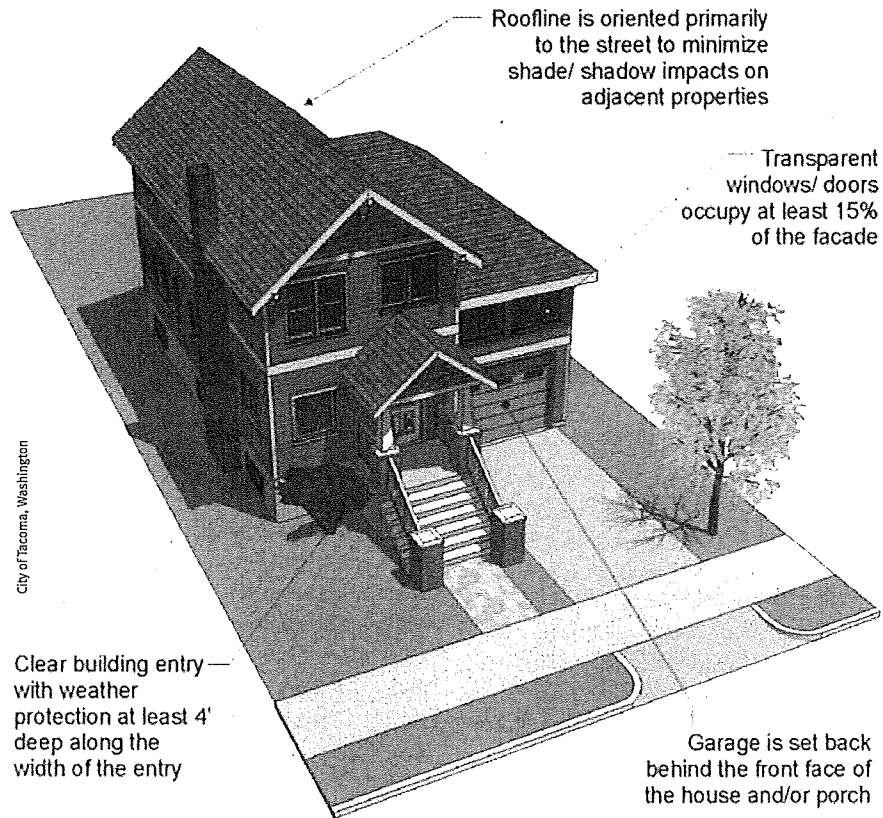 Roofline is oriented primarily
to the street to minimize
shade/ shadow impacts on
adjacent properties
Transparent
windows/ doors
occupy at least 15%
of the facade
City of Tacoma, Washington
Clear building entry
with weather
protection at least 4'
deep along the
width of the entry
Garage is set back
behind the front face of
the house and/or porch